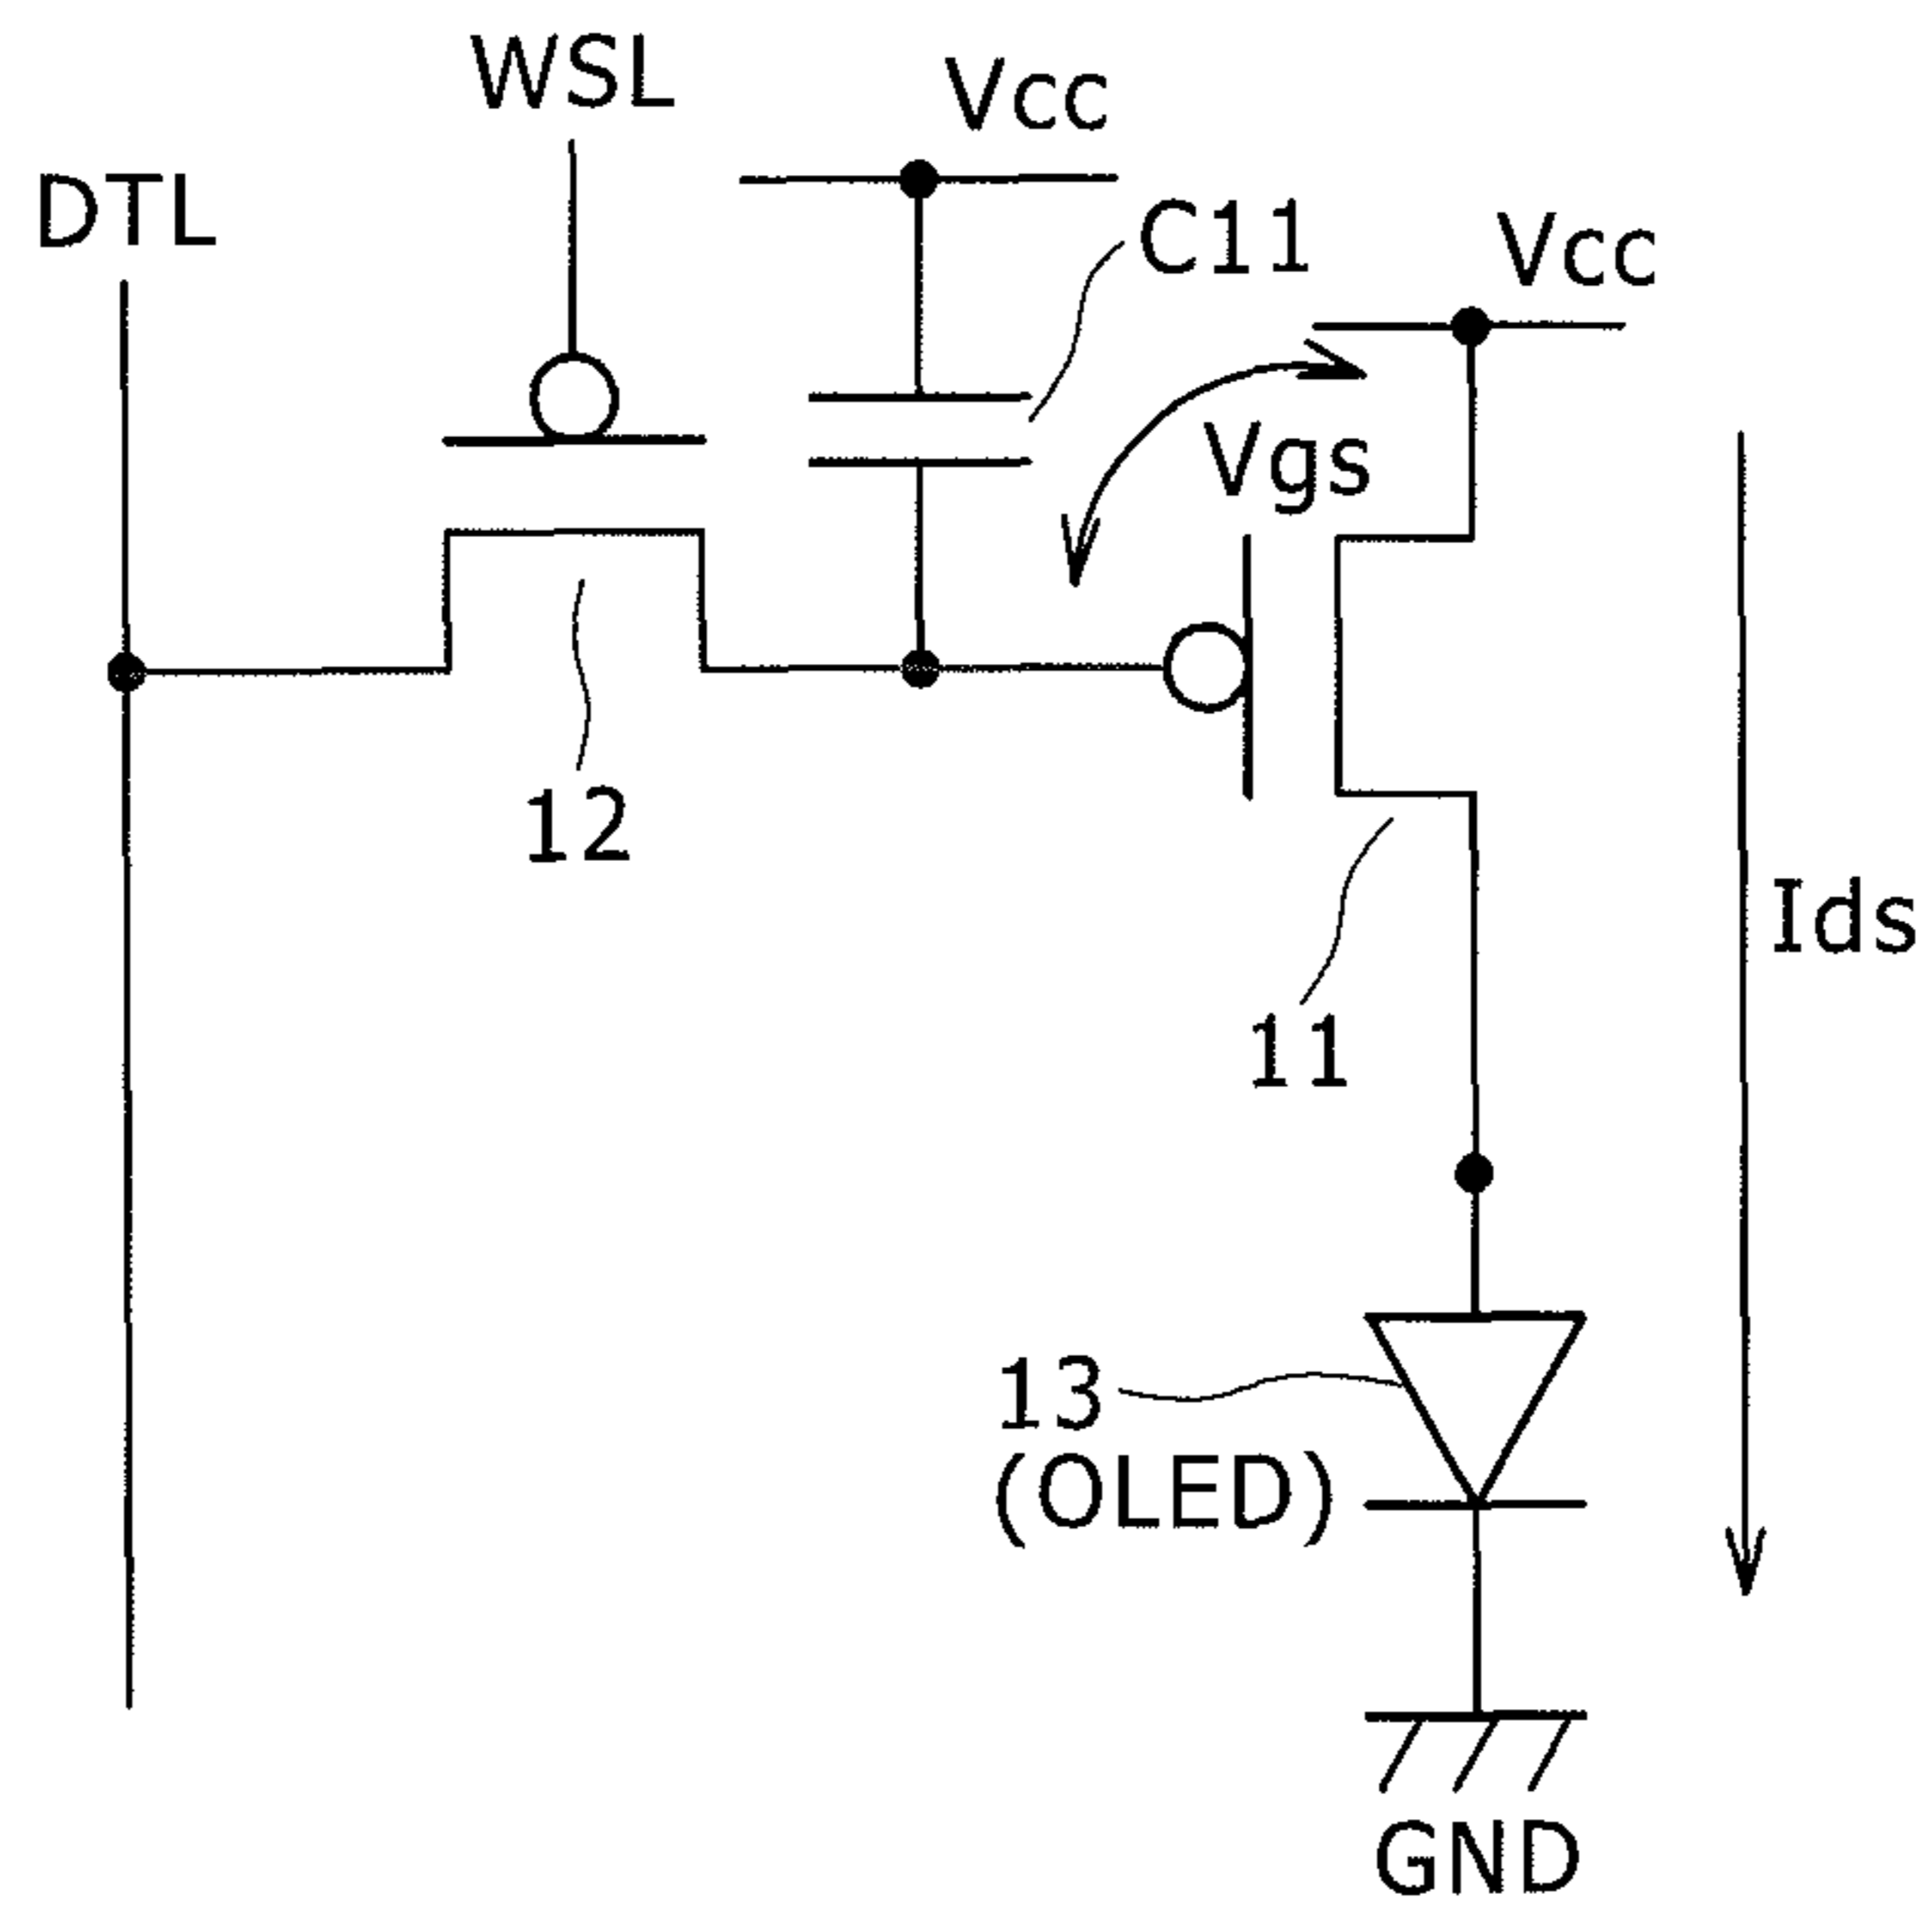 WSL
Vcc
DTL
C11
Vcc
Vgs
12
Ids
11
13
(OLED)
GND